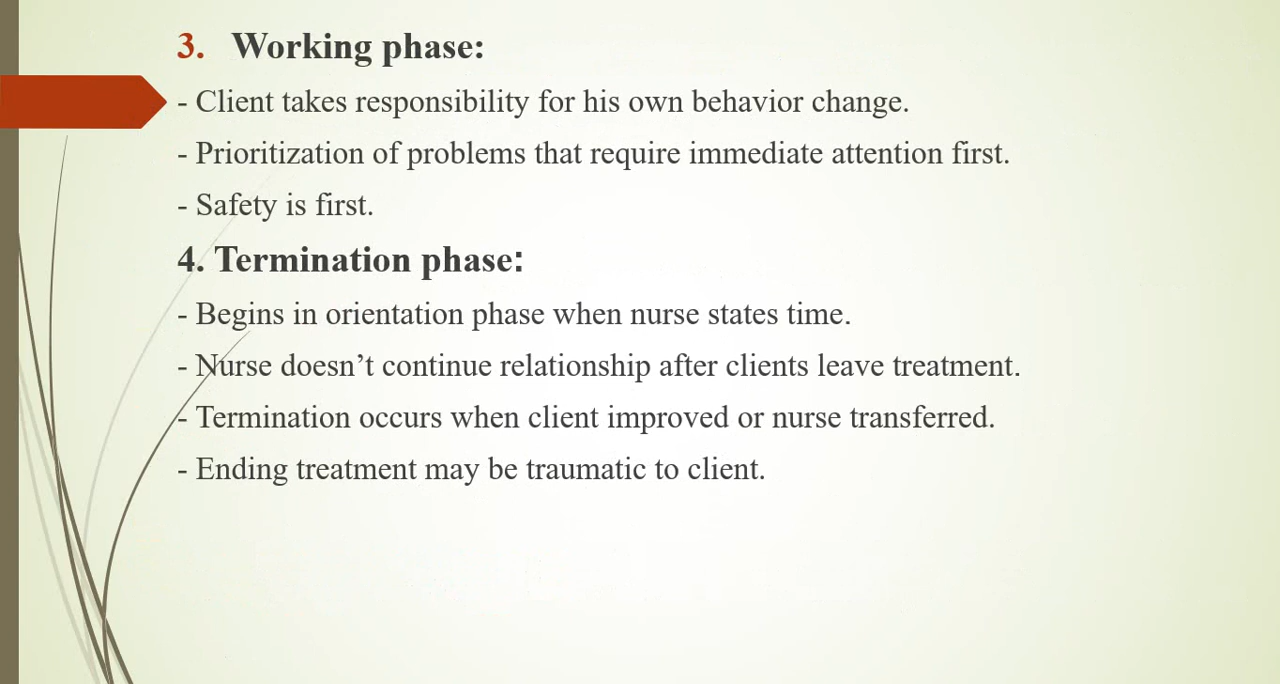 3. Working phase:
- Client takes responsibility for his own behavior change.
- Prioritization of problems that require immediate attention first.
- Safety is first.
4. Termination phase:
- Begins in orientation phase when nurse states time.
- Nurse doesn’t continue relationship after clients leave treatment.
- Termination occurs when client improved or nurse transferred.
- Ending treatment may be traumatic to client.